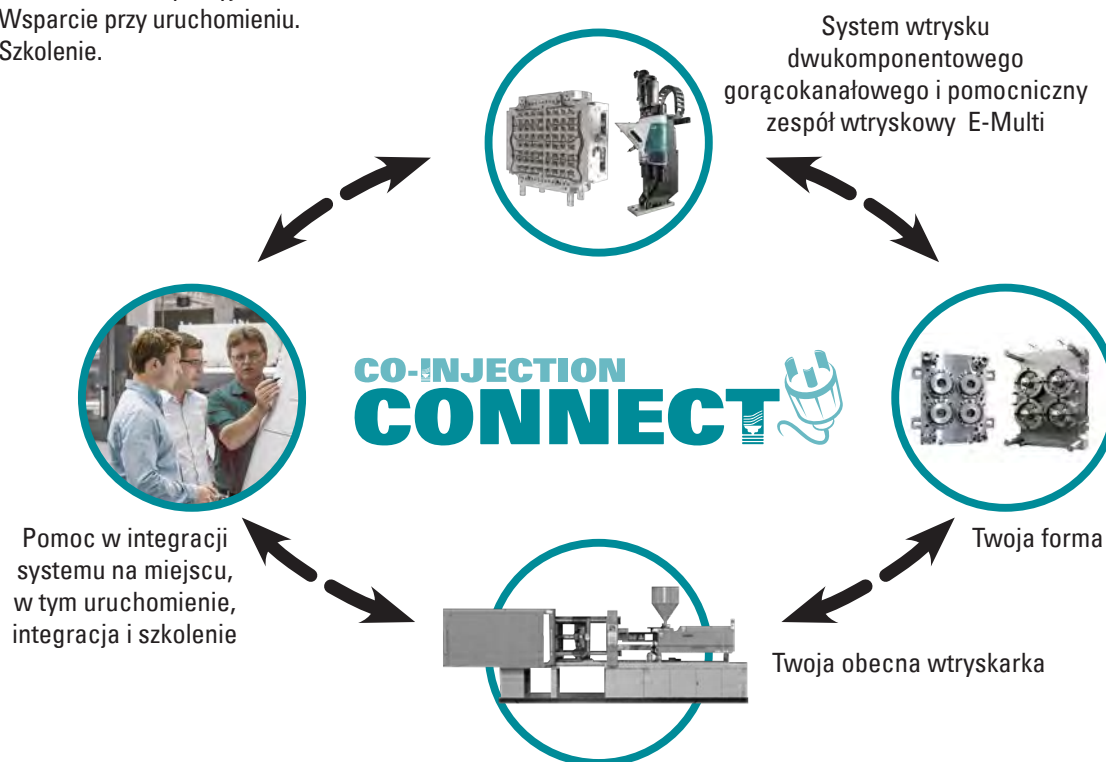 Wsparcie przy uruchomieniu.
Szkolenie.
System wtrysku
dwukomponentowego
gorącokanałowego i pomocniczy
zespół wtryskowy E-Multi
CO-INJECTION
CONNECT
Twoja forma
Pomoc w integracji
systemu na miejscu,
w tym uruchomienie,
integracja i szkolenie
Twoja obecna wtryskarka